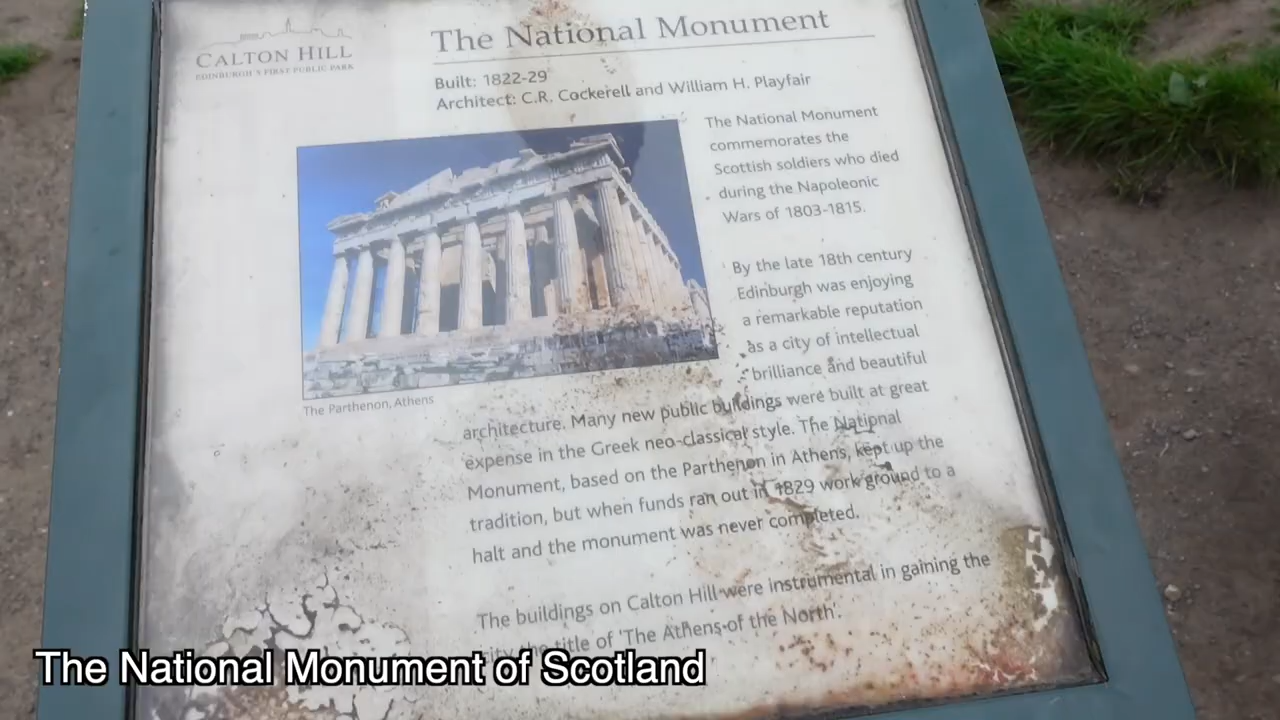 CALTON HILL
EDINBURGH'S FIRST PUBLIC PARK
The National Monument
Built: 1822-29
Architect: C.R. Cockerell and William H. Playfair
The National Monument
commemorates the
Scottish soldiers who died
during the Napoleonic
Wars of 1803-1815.
By the late 18th century
Edinburgh was enjoying
a remarkable reputation
as a city of intellectual
brilliance and beautiful
The Parthenon, Athens
architecture. Many new public buildings were built at great
expense in the Greek neo-classical style. The National
Monument, based on the Parthenon in Athens, kept up the
tradition, but when funds ran out in 1829 work ground to a
halt and the monument was never completed.
The buildings on Calton Hill were instrumental in gaining the
city the title of 'The Athens of the North'.
The National Monument of Scotland